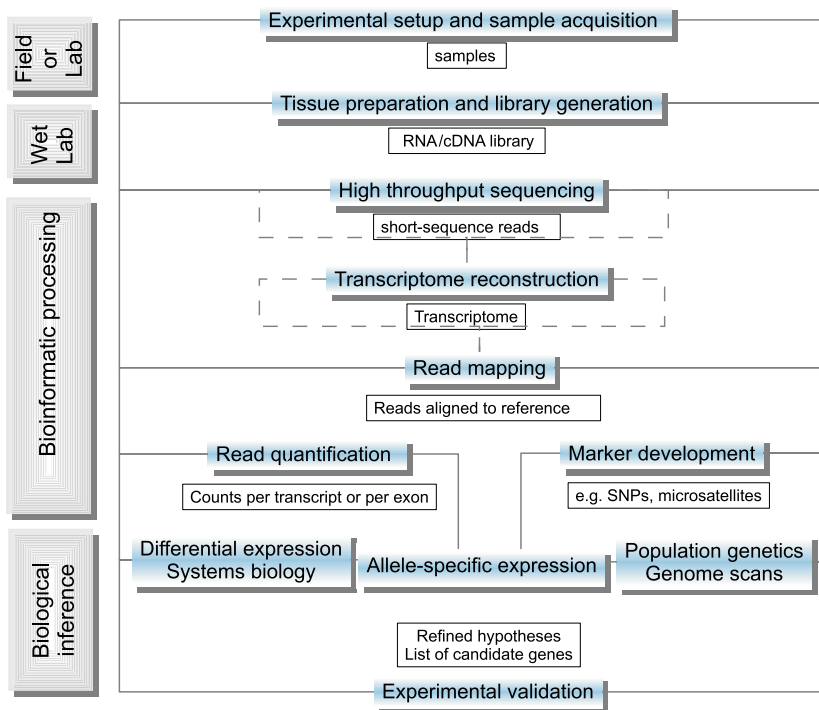 Field
or
Lab
Experimental setup and sample acquisition
samples
Wet
Lab
Tissue preparation and library generation
RNA/cDNA library
Bioinformatic processing
High throughput sequencing
short-sequence reads
Transcriptome reconstruction
Transcriptome
Read mapping
Reads aligned to reference
Read quantification
Marker development
Counts per transcript or per exon
e.g. SNPs, microsatellites
Biological
inference
Differential expression
Systems biology
Allele-specific expression
Population genetics
Genome scans
Refined hypotheses
List of candidate genes
Experimental validation